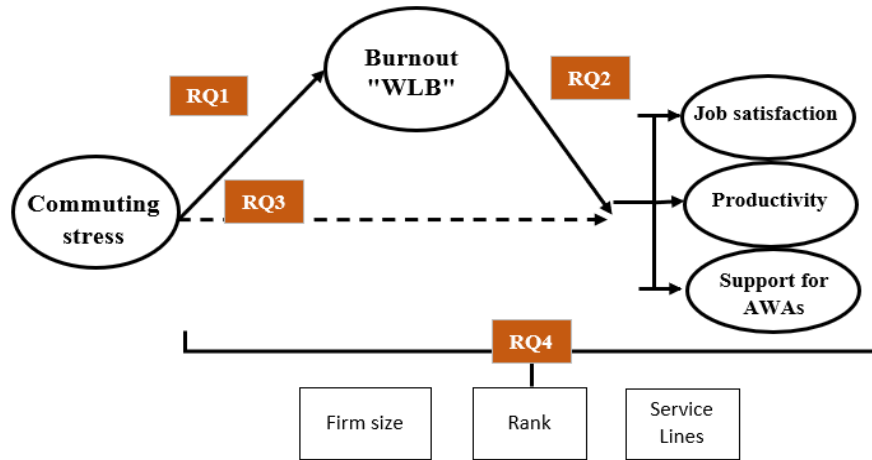 Burnout
"WLB"
RQ1
RQ2
Job satisfaction
Commuting
stress
RQ3
Productivity
Support for
AWAs
RQ4
Firm size
Rank
Service
Lines